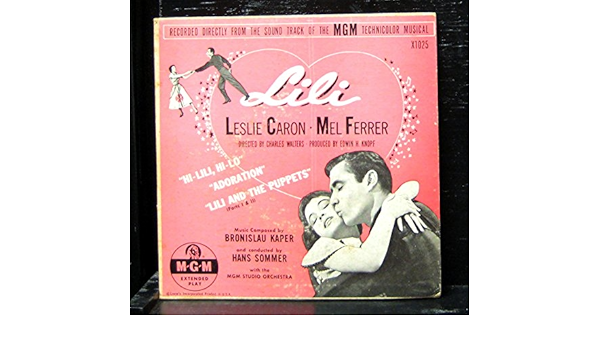 RECORDED DIRECTLY FROM THE SOUND TRACK OF THE MGM TECHNICOLOR MUSICAL
X1025
Lili
LESLIE CARON · MEL FERRER
DIRECTED BY CHARLES WALTERS · PRODUCED BY EDWIN H. KNOPF
"HI-LILI, HI-LO"
"ADORATION"
"LILI AND THE PUPPETS"
(Parts I & II)
Music Composed by
BRONISLAU KAPER
and conducted by
HANS SOMMER
with the
MGM STUDIO ORCHESTRA
M-G-M
EXTENDED
PLAY